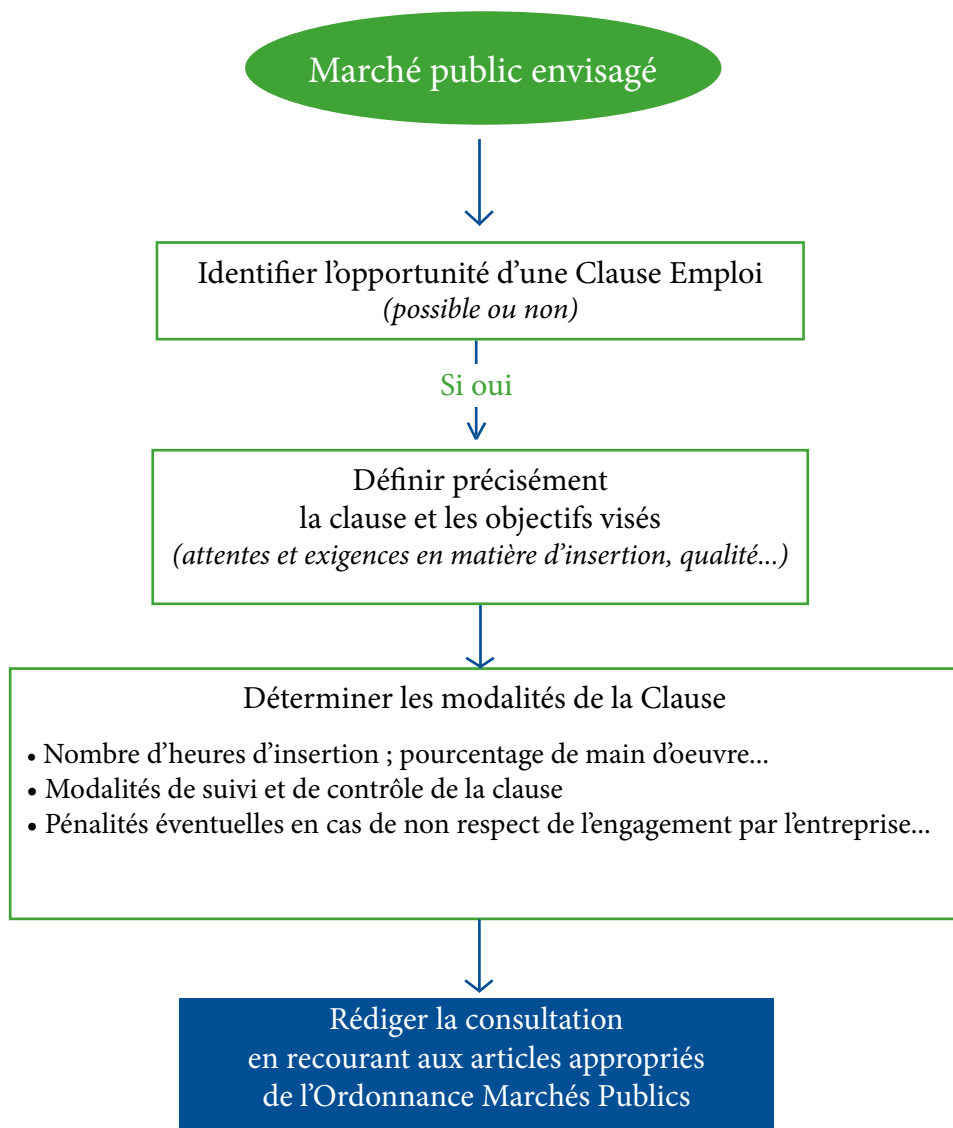 Marché public envisagé
Identifier l'opportunité d'une Clause Emploi
(possible ou non)
Si oui
Définir précisément
la clause et les objectifs visés
(attentes et exigences en matière d'insertion, qualité...)
Déterminer les modalités de la Clause
• Nombre d'heures d'insertion ; pourcentage de main d'oeuvre...
• Modalités de suivi et de contrôle de la clause
• Pénalités éventuelles en cas de non respect de l'engagement par l'entreprise...
Rédiger la consultation
en recourant aux articles appropriés
de l'Ordonnance Marchés Publics